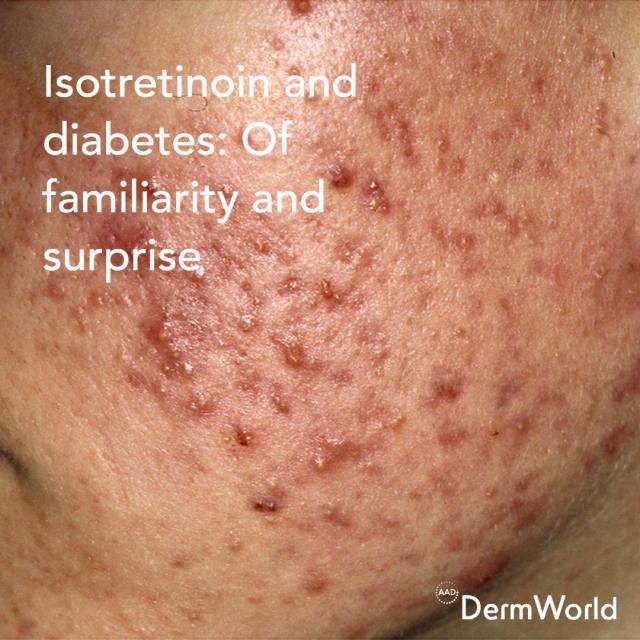 Isotretinoin and
diabetes: Of
familiarity and
surprise
AAD
DermWorld